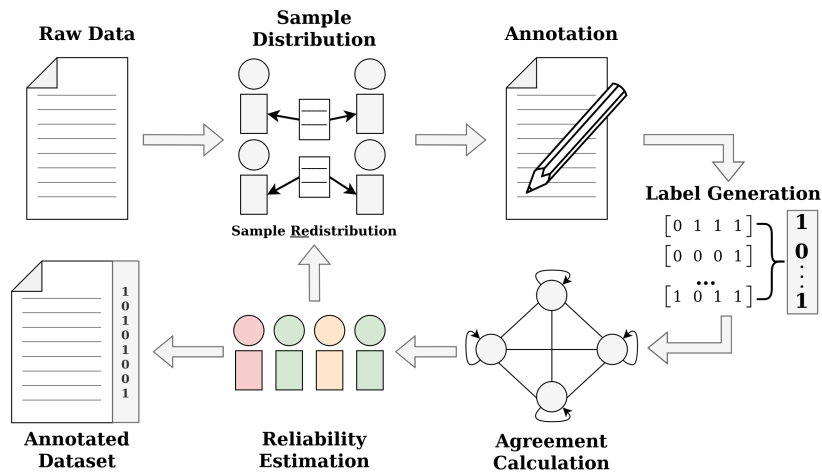 Raw Data
Sample
Distribution
Annotation
Label Generation
[0 1 1 1]
[0 0 0 1]
...
[1 0 1 1]
1
0
⋮
1
Sample Redistribution
1
0
1
0
1
0
0
1
Annotated
Dataset
Reliability
Estimation
Agreement
Calculation